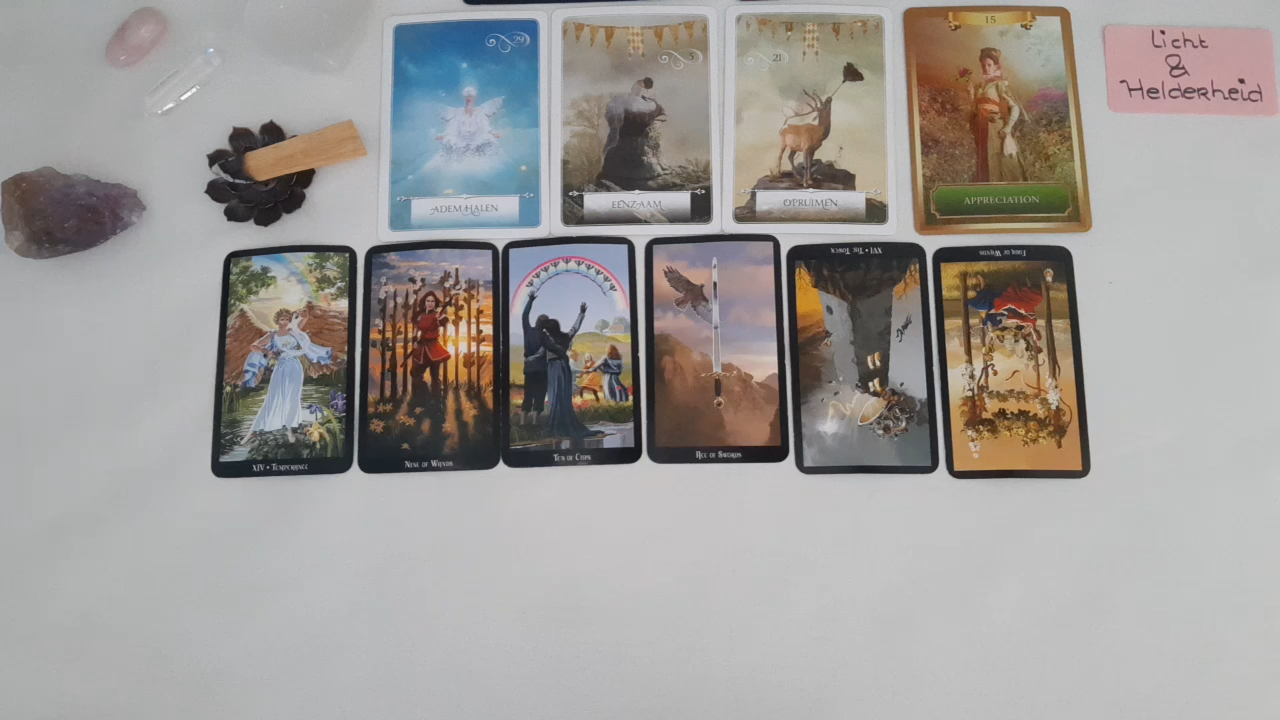 29
5
21
15
Licht
&
Helderheid
ADEM HALEN
EENZAAM
OPRUIMEN
APPRECIATION
XVI • THE TOWER
FOUR OF WANDS
XIV • TEMPERANCE
NINE OF WANDS
TEN OF CUPS
ACE OF SWORDS